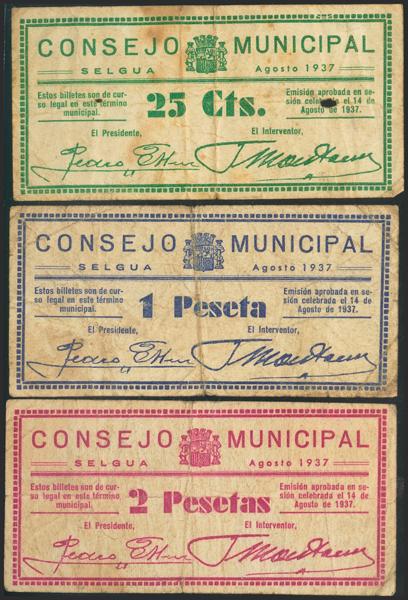 CONSEJO MUNICIPAL
SELGUA Agosto 1937
Estos billetes son de cur-
so legal en este término
municipal.
25 Cts.
Emisión aprobada en se-
sión celebrada el 14 de
Agosto de 1937.
El Presidente, El Interventor,
Pedro
CONSEJO MUNICIPAL
SELGUA Agosto 1937
Estos billetes son de cur-
so legal en este término
municipal.
1 Peseta
Emisión aprobada en se-
sión celebrada el 14 de
Agosto de 1937.
El Presidente, El Interventor,
Pedro
CONSEJO MUNICIPAL
SELGUA Agosto 1937
Estos billetes son de cur-
so legal en este término
municipal.
2 Pesetas
Emisión aprobada en se-
sión celebrada el 14 de
Agosto de 1937.
El Presidente, El Interventor,
Pedro